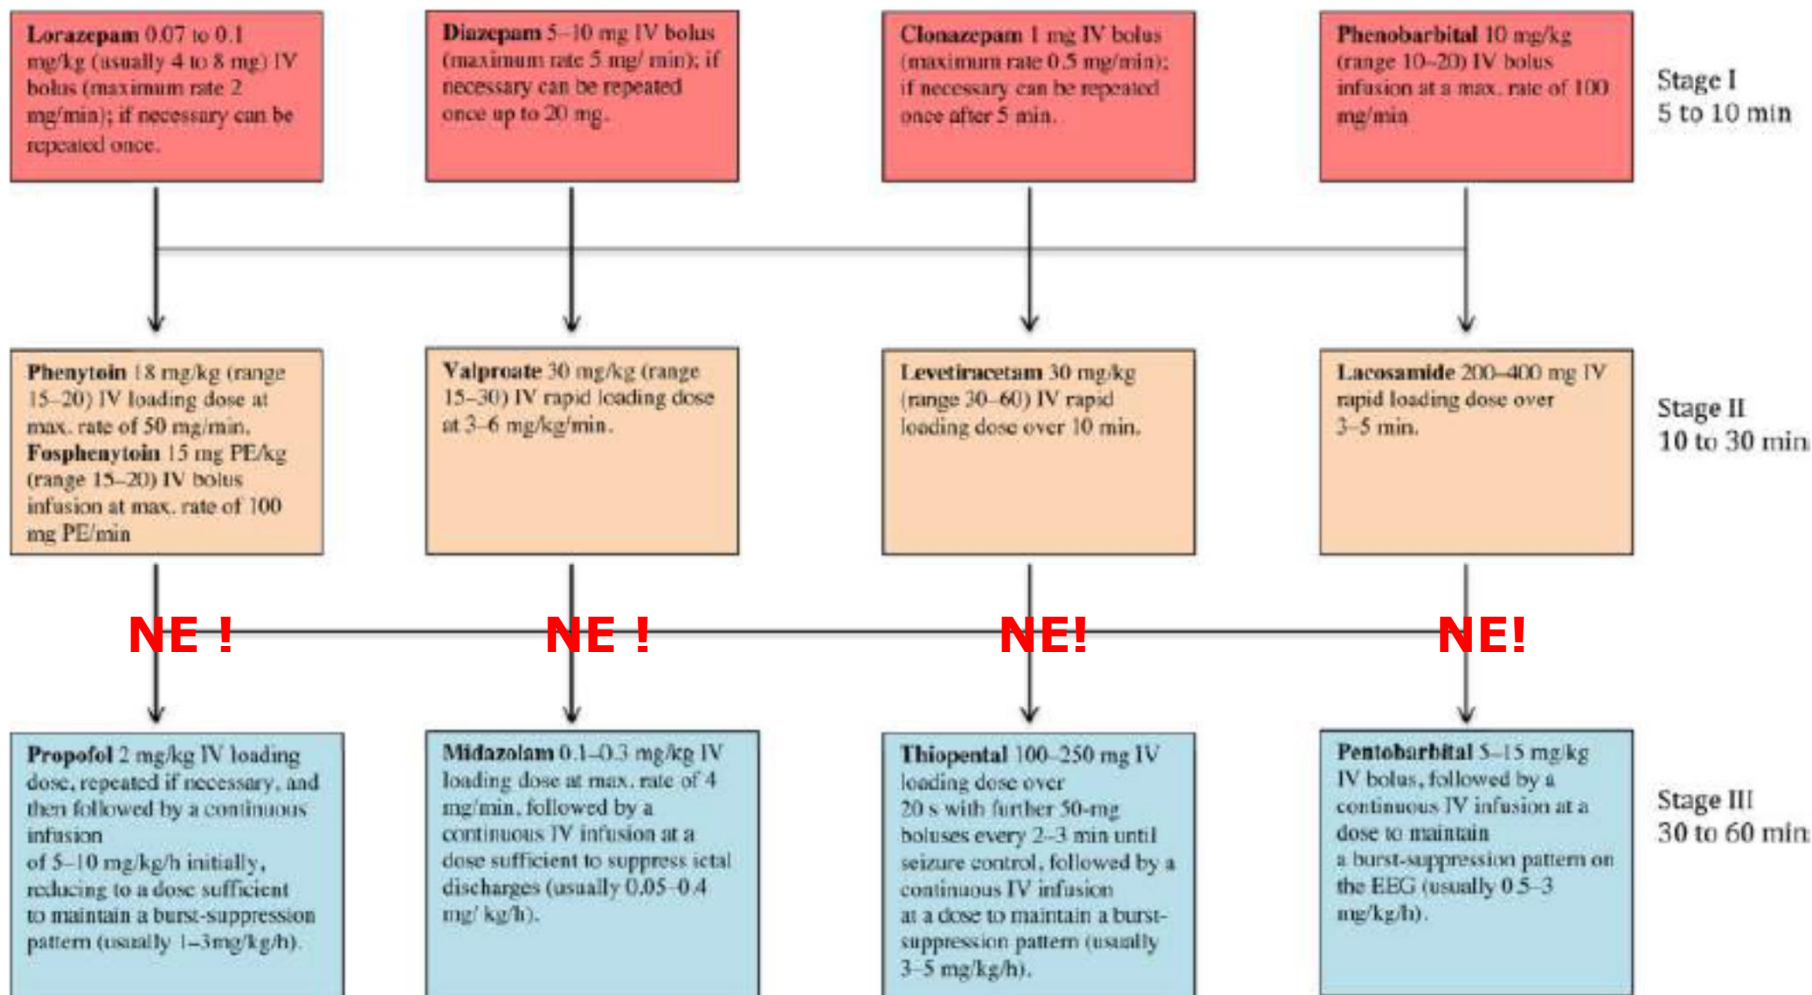 Lorazepam 0.07 to 0.1
mg/kg (usually 4 to 8 mg) IV
bolus (maximum rate 2
mg/min); if necessary can be
repeated once.
Diazepam 5–10 mg IV bolus
(maximum rate 5 mg/ min); if
necessary can be repeated
once up to 20 mg.
Clonazepam 1 mg IV bolus
(maximum rate 0.5 mg/min);
if necessary can be repeated
once after 5 min.
Phenobarbital 10 mg/kg
(range 10–20) IV bolus
infusion at a max. rate of 100
mg/min
Stage I
5 to 10 min
Phenytoin 18 mg/kg (range
15–20) IV loading dose at
max. rate of 50 mg/min.
Fosphenytoin 15 mg PE/kg
(range 15–20) IV bolus
infusion at max. rate of 100
mg PE/min
Valproate 30 mg/kg (range
15–30) IV rapid loading dose
at 3–6 mg/kg/min.
Levetiracetam 30 mg/kg
(range 30–60) IV rapid
loading dose over 10 min.
Lacosamide 200–400 mg IV
rapid loading dose over
3–5 min.
Stage II
10 to 30 min
NE !
NE !
NE!
NE!
Propofol 2 mg/kg IV loading
dose, repeated if necessary, and
then followed by a continuous
infusion
of 5–10 mg/kg/h initially,
reducing to a dose sufficient
to maintain a burst-suppression
pattern (usually 1–3mg/kg/h).
Midazolam 0.1–0.3 mg/kg IV
loading dose at max. rate of 4
mg/min, followed by a
continuous IV infusion at a
dose sufficient to suppress ictal
discharges (usually 0.05–0.4
mg/ kg/h).
Thiopental 100–250 mg IV
loading dose over
20 s with further 50-mg
boluses every 2–3 min until
seizure control, followed by a
continuous IV infusion
at a dose to maintain a burst-
suppression pattern (usually
3–5 mg/kg/h).
Pentobarbital 5–15 mg/kg
IV bolus, followed by a
continuous IV infusion at a
dose to maintain
a burst-suppression pattern on
the EEG (usually 0.5–3
mg/kg/h).
Stage III
30 to 60 min